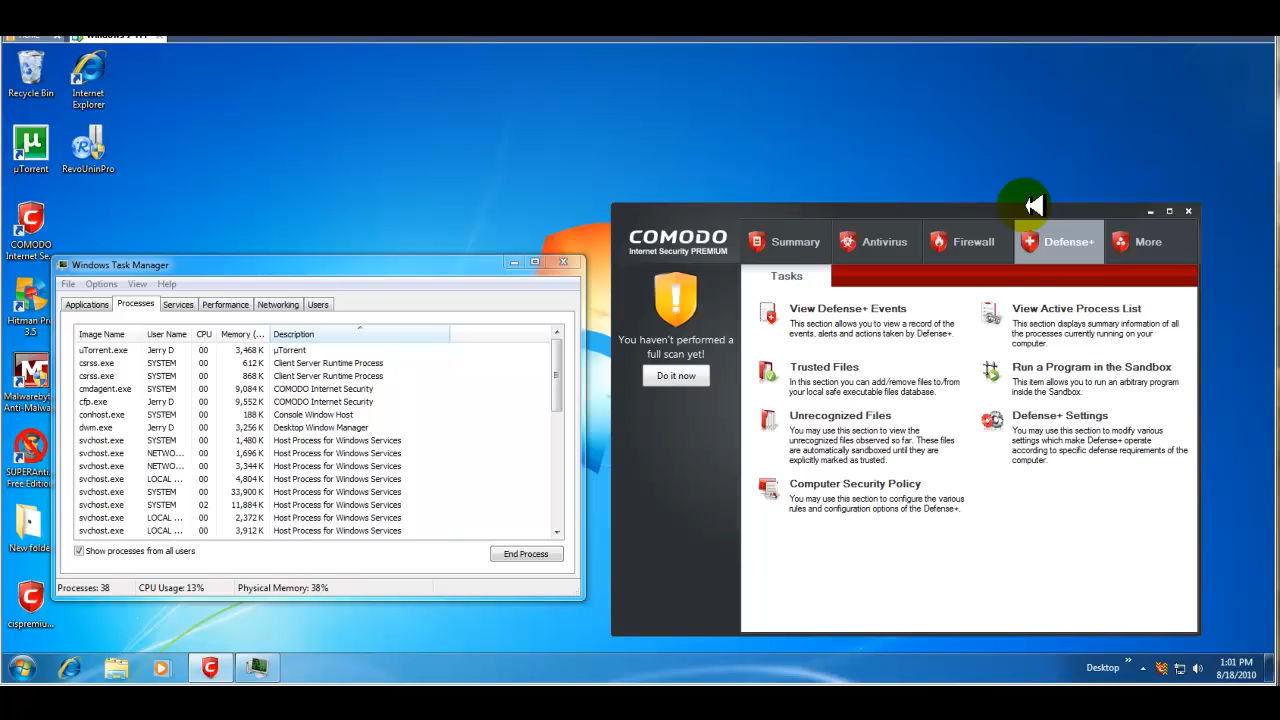 Recycle Bin
Internet
Explorer
µTorrent
RevoUninPro
COMODO
Internet Se...
Hitman Pro
3.5
Malwareby
Anti-Malwa
SUPERAnti
Free Edition
New folde
cispremiu...
Windows Task Manager
File Options View Help
Applications Processes Services Performance Networking Users
Image Name User Name CPU Memory (... Description
uTorrent.exe Jerry D 00 3,468 K µTorrent
csrss.exe SYSTEM 00 612 K Client Server Runtime Process
csrss.exe SYSTEM 00 868 K Client Server Runtime Process
cmdagent.exe SYSTEM 00 9,084 K COMODO Internet Security
cfp.exe Jerry D 00 9,552 K COMODO Internet Security
conhost.exe SYSTEM 00 188 K Console Window Host
dwm.exe Jerry D 00 3,256 K Desktop Window Manager
svchost.exe SYSTEM 00 1,480 K Host Process for Windows Services
svchost.exe NETWO... 00 1,696 K Host Process for Windows Services
svchost.exe NETWO... 00 3,344 K Host Process for Windows Services
svchost.exe LOCAL ... 00 4,804 K Host Process for Windows Services
svchost.exe SYSTEM 00 33,900 K Host Process for Windows Services
svchost.exe SYSTEM 02 11,884 K Host Process for Windows Services
svchost.exe LOCAL ... 00 2,372 K Host Process for Windows Services
svchost.exe LOCAL ... 00 3,912 K Host Process for Windows Services
Show processes from all users
End Process
Processes: 38 CPU Usage: 13% Physical Memory: 38%
COMODO
Internet Security PREMIUM
Summary Antivirus Firewall Defense+ More
You haven't performed a
full scan yet!
Do it now
Tasks
View Defense+ Events
This section allows you to view a record of the
events, alerts and actions taken by Defense+.
Trusted Files
In this section you can add/remove files to/from
your local safe executable files database.
Unrecognized Files
You may use this section to view the
unrecognized files observed so far. These files
are automatically sandboxed until they are
explicitly marked as trusted.
Computer Security Policy
You may use this section to configure the various
rules and configuration options of the Defense+.
View Active Process List
This section displays summary information of all
the processes currently running on your
computer.
Run a Program in the Sandbox
This item allows you to run an arbitrary program
inside the Sandbox.
Defense+ Settings
You may use this section to modify various
settings which make Defense+ operate
according to specific defense requirements of the
computer.
Desktop »
1:01 PM
8/18/2010